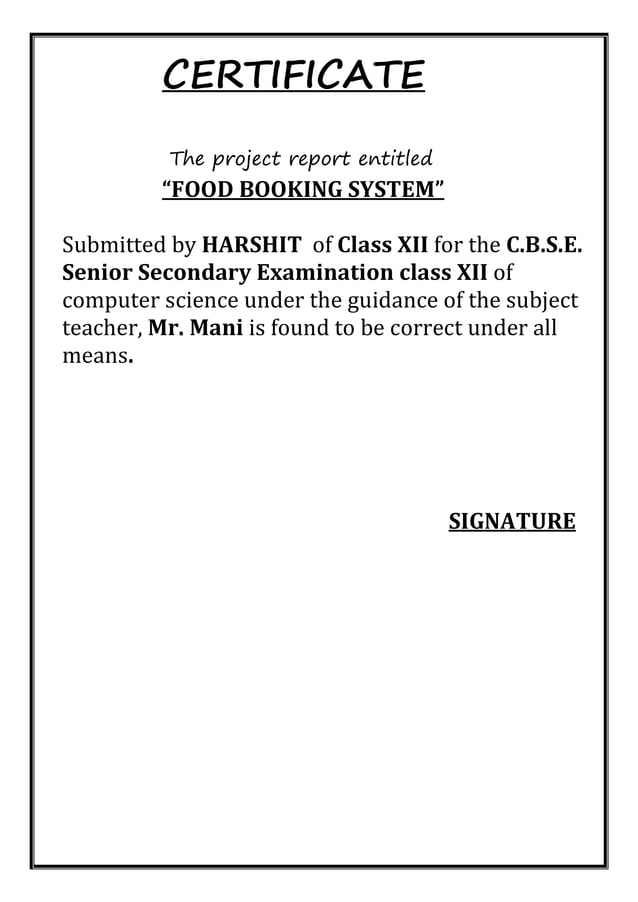 CERTIFICATE
The project report entitled
“FOOD BOOKING SYSTEM”
Submitted by HARSHIT  of Class XII for the C.B.S.E.
Senior Secondary Examination class XII of
computer science under the guidance of the subject
teacher, Mr. Mani is found to be correct under all
means.
SIGNATURE